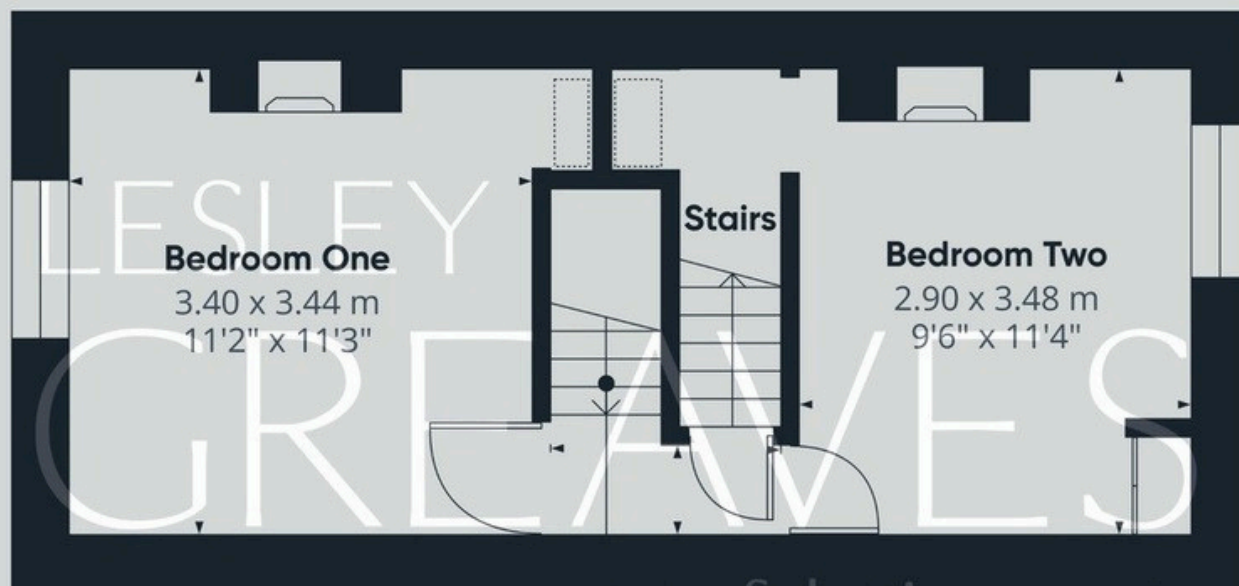 LESLEY
GREAVES
Bedroom One
3.40 x 3.44 m
11'2" x 11'3"
Stairs
Bedroom Two
2.90 x 3.48 m
9'6" x 11'4"